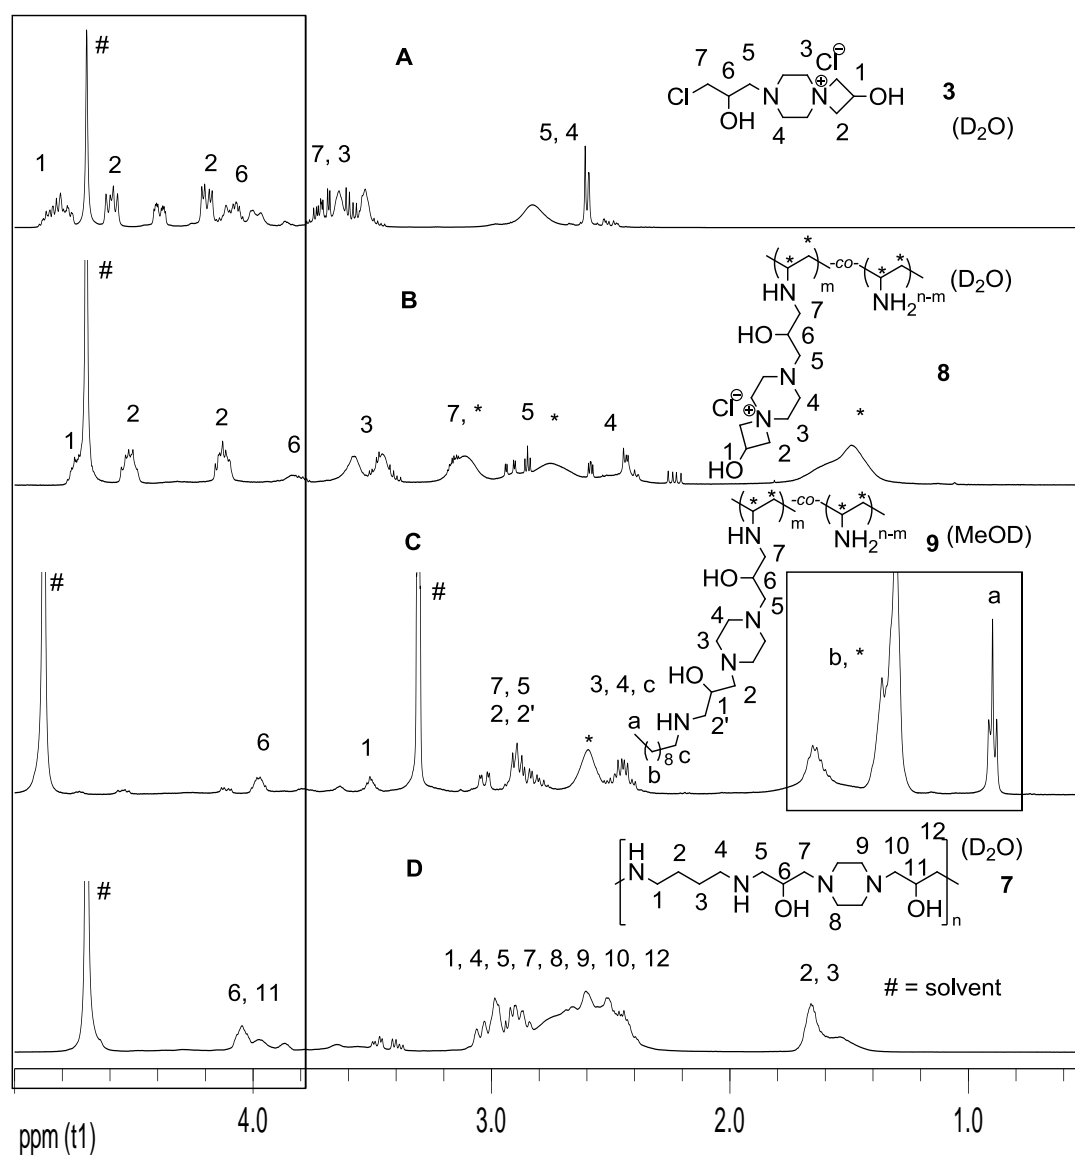 #
A
7
6
5
3
Cl⊖
1
Cl
OH
N
N⊕
OH
4
2
3
(D2O)
1
2
2
6
7, 3
5, 4
#
B
* *
m
-co-
* *
n-m
(D2O)
HN
NH2
7
HO
6
5
N
8
4
Cl⊖
N⊕
3
1
2
HO
1
2
2
6
3
7, *
5
*
4
*
#
C
#
* *
m
-co-
* *
n-m
HN
NH2
9 (MeOD)
7
HO
6
5
4
N
3
N
HO
2
1
HN
2'
a
8
c
b
6
1
7, 5
2, 2'
*
3, 4, c
b, *
a
#
D
H
N
2
4
5
6
7
9
10
11
12
(D2O)
7
N
N
1
3
N
H
OH
8
OH
n
6, 11
1, 4, 5, 7, 8, 9, 10, 12
2, 3
# = solvent
4.0
3.0
2.0
1.0
ppm (t1)